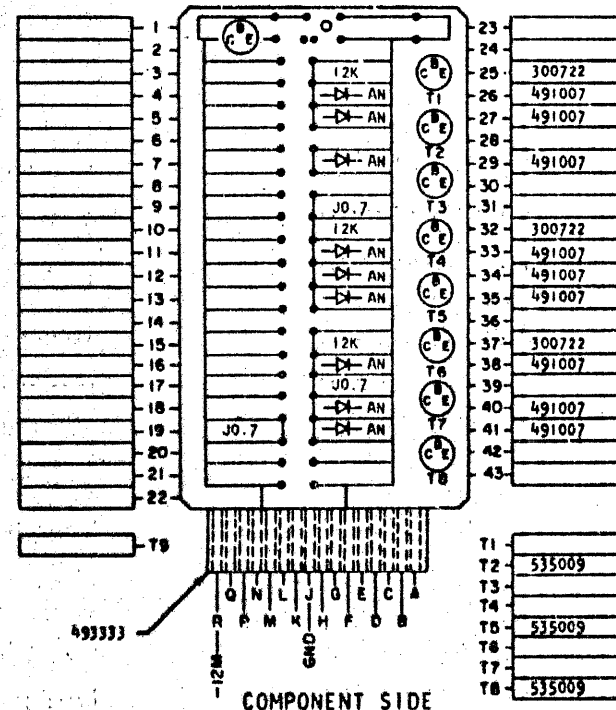 1
2
3
4
5
6
7
8
9
10
11
12
13
14
15
16
17
18
19
20
21
22
T9
C B E
12K
AN
AN
AN
J0.7
12K
AN
AN
AN
12K
AN
J0.7
AN
AN
J0.7
C B E
T1
C B E
T2
C B E
T3
C B E
T4
C B E
T5
C B E
T6
C B E
T7
C B E
T8
23
24
25 300722
26 491007
27 491007
28
29 491007
30
31
32 300722
33 491007
34 491007
35 491007
36
37 300722
38 491007
39
40 491007
41 491007
42
43
Q N L J G E C A
R P M K H F D B
-12M
GND
493333
COMPONENT SIDE
T1
T2 535009
T3
T4
T5 535009
T6
T7
T8 535009